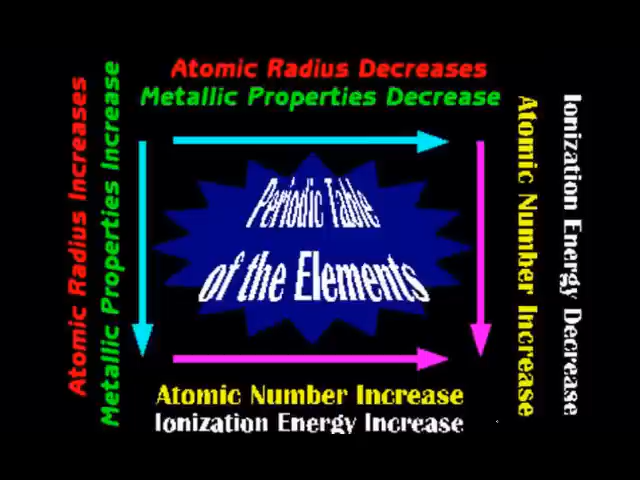 Atomic Radius Decreases
Metallic Properties Decrease
Atomic Radius Increases
Metallic Properties Increase
Periodic Table
of the Elements
Atomic Number Increase
Ionization Energy Decrease
Atomic Number Increase
Ionization Energy Increase